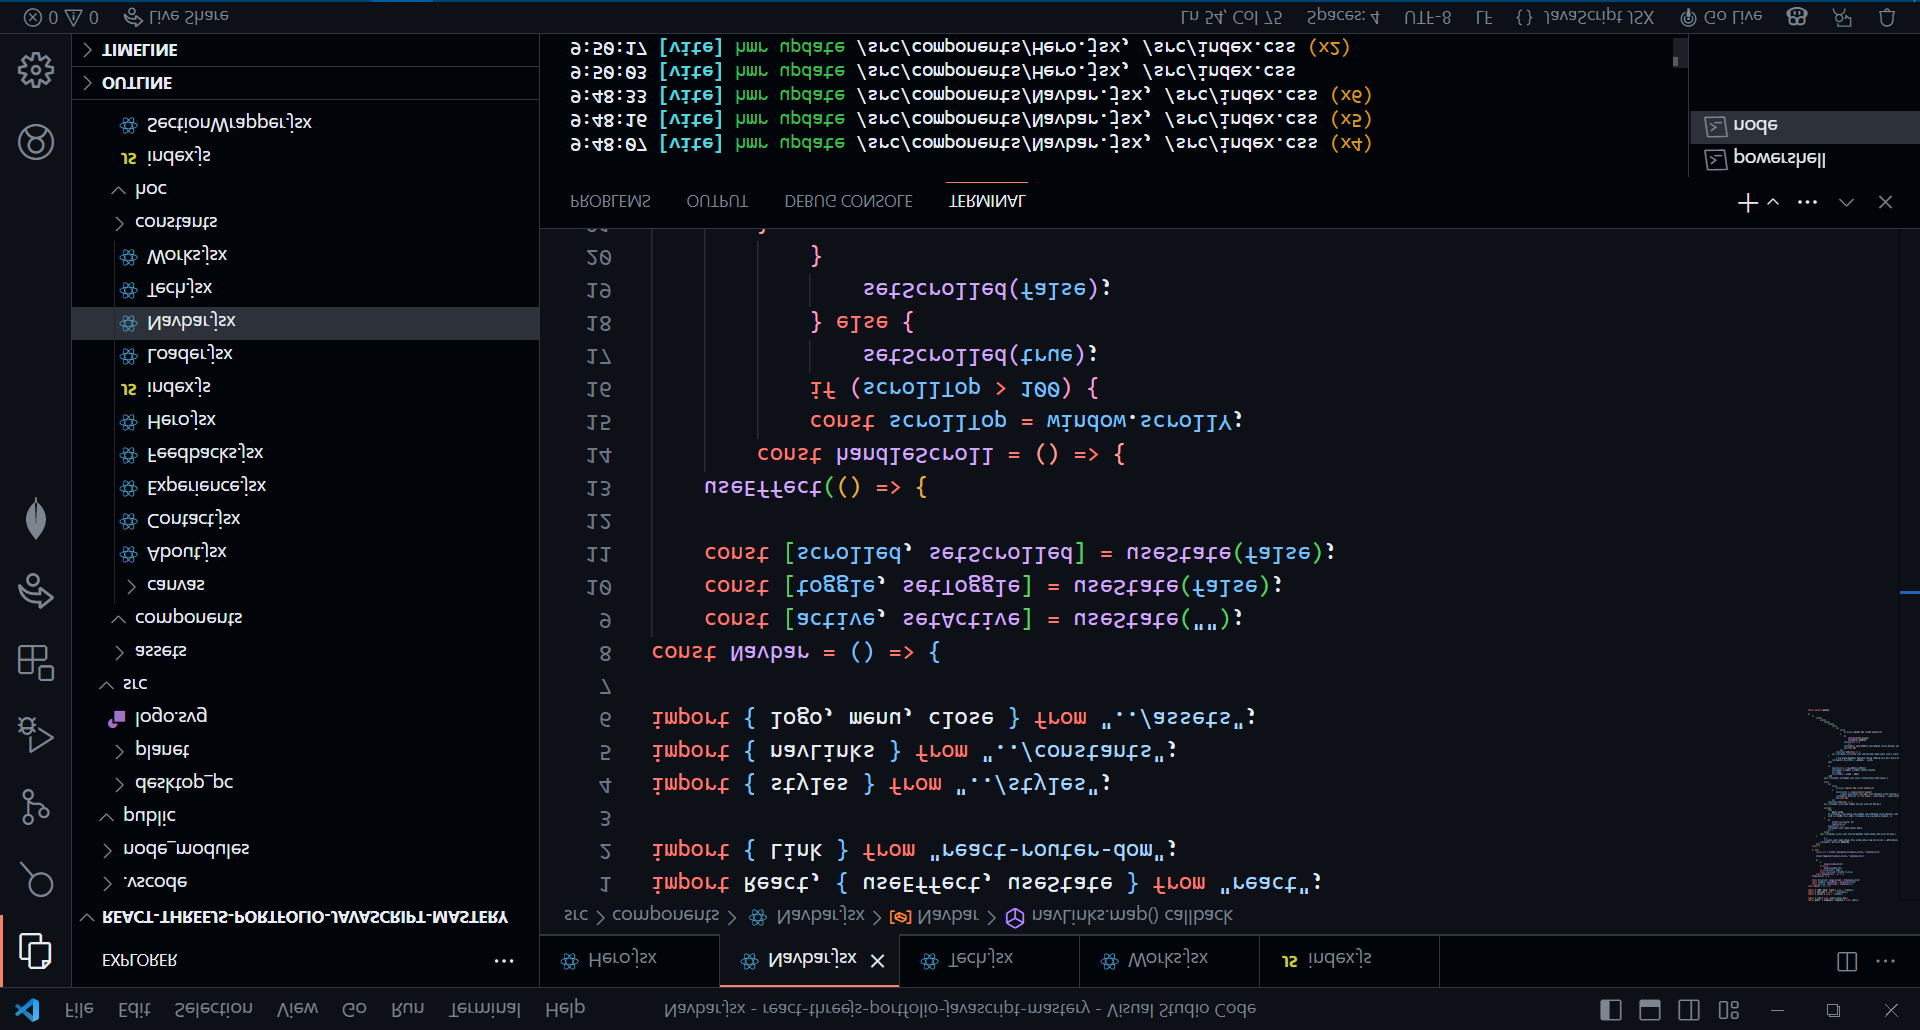 File Edit Selection View Go Run Terminal Help
Navbar.jsx - react-threejs-portfolio-javascript-mastery - Visual Studio Code
EXPLORER
REACT-THREEJS-PORTFOLIO-JAVASCRIPT-MASTERY
.vscode
node_modules
public
desktop_pc
planet
logo.svg
src
assets
components
canvas
About.jsx
Contact.jsx
Experience.jsx
Feedbacks.jsx
Hero.jsx
JS index.js
Loader.jsx
Navbar.jsx
Tech.jsx
Works.jsx
constants
hoc
JS index.js
SectionWrapper.jsx
OUTLINE
TIMELINE
Hero.jsx Navbar.jsx Tech.jsx Works.jsx JS index.js
src > components > Navbar.jsx > Navbar > navLinks.map() callback
1 import React, { useEffect, useState } from "react";
2 import { Link } from "react-router-dom";
3
4 import { styles } from "../styles";
5 import { navLinks } from "../constants";
6 import { logo, menu, close } from "../assets";
7
8 const Navbar = () => {
9 const [active, setActive] = useState("");
10 const [toggle, setToggle] = useState(false);
11 const [scrolled, setScrolled] = useState(false);
12
13 useEffect(() => {
14 const handleScroll = () => {
15 const scrollTop = window.scrollY;
16 if (scrollTop > 100) {
17 setScrolled(true);
18 } else {
19 setScrolled(false);
20 }
PROBLEMS OUTPUT DEBUG CONSOLE TERMINAL
9:48:07 [vite] hmr update /src/components/Navbar.jsx, /src/index.css (x4)
9:48:16 [vite] hmr update /src/components/Navbar.jsx, /src/index.css (x5)
9:48:33 [vite] hmr update /src/components/Navbar.jsx, /src/index.css (x6)
9:50:03 [vite] hmr update /src/components/Hero.jsx, /src/index.css
9:50:17 [vite] hmr update /src/components/Hero.jsx, /src/index.css (x2)
powershell
node
0 0 Live Share
Ln 54, Col 75 Spaces: 4 UTF-8 LF {} JavaScript JSX Go Live